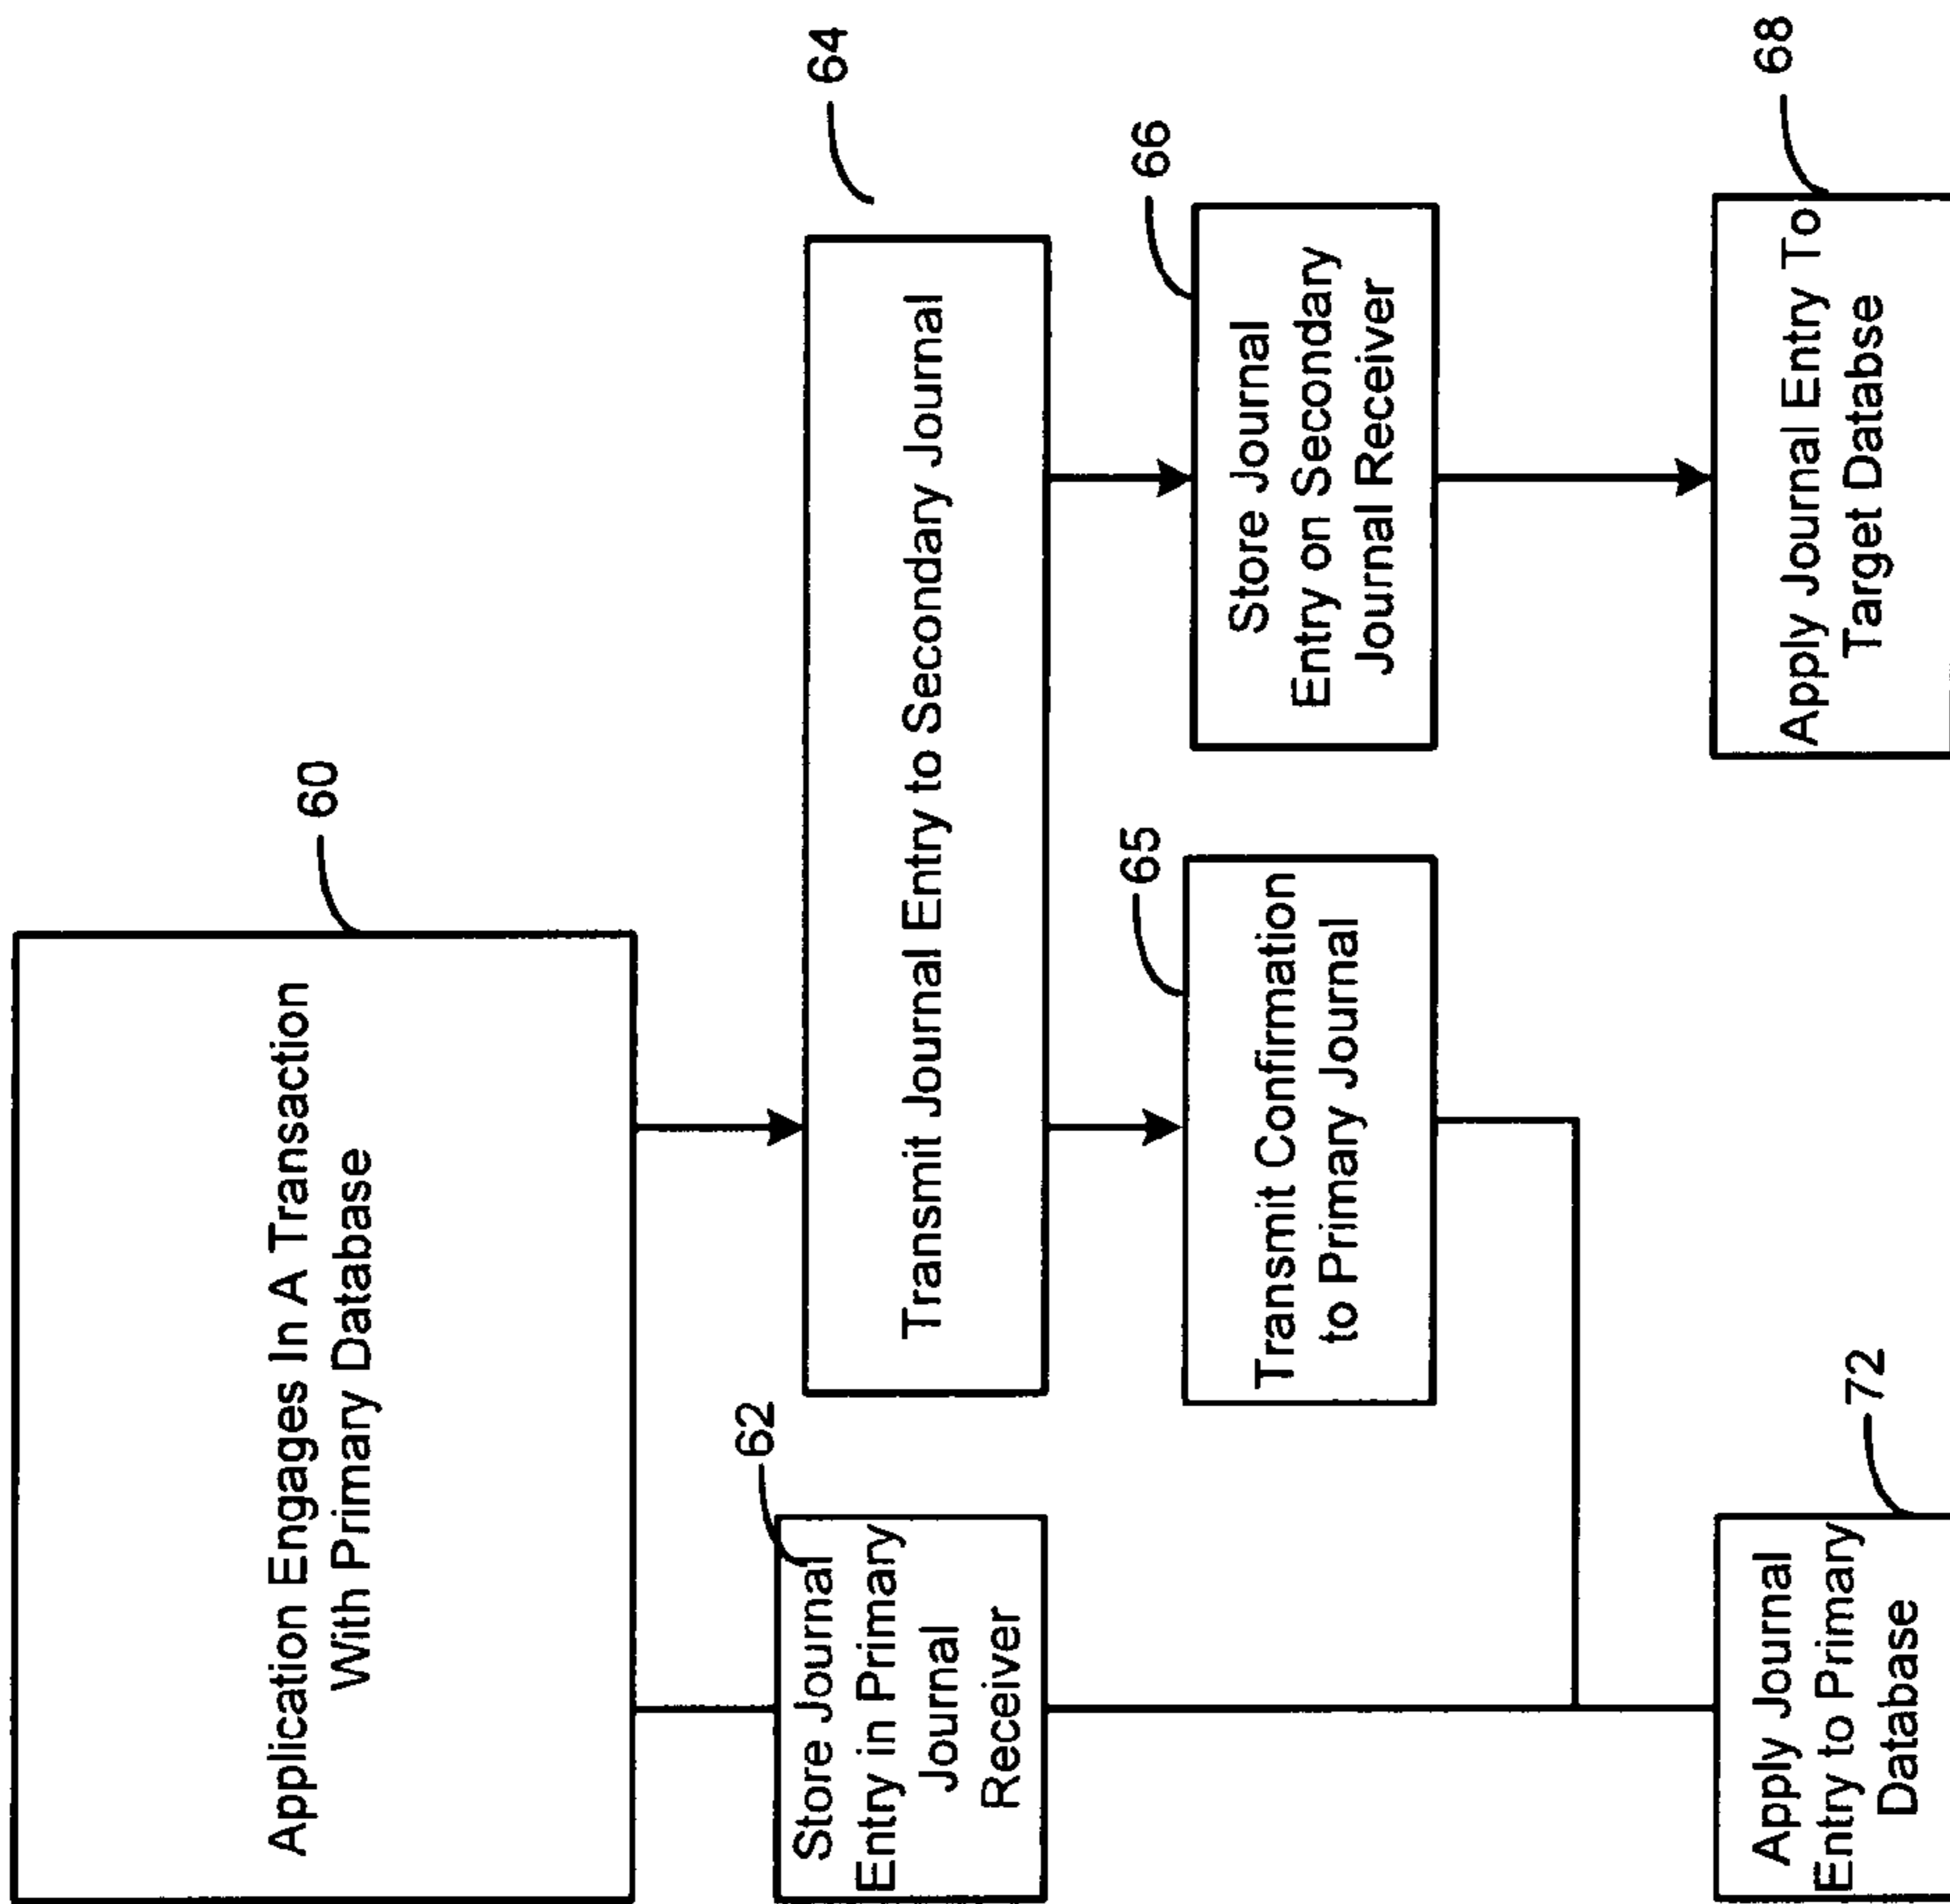 60
Application Engages In A Transaction
With Primary Database
62
Store Journal
Entry in Primary
Journal
Receiver
64
Transmit Journal Entry to Secondary Journal
65
Transmit Confirmation
to Primary Journal
66
Store Journal
Entry on Secondary
Journal Receiver
72
Apply Journal
Entry to Primary
Database
68
Apply Journal Entry To
Target Databse